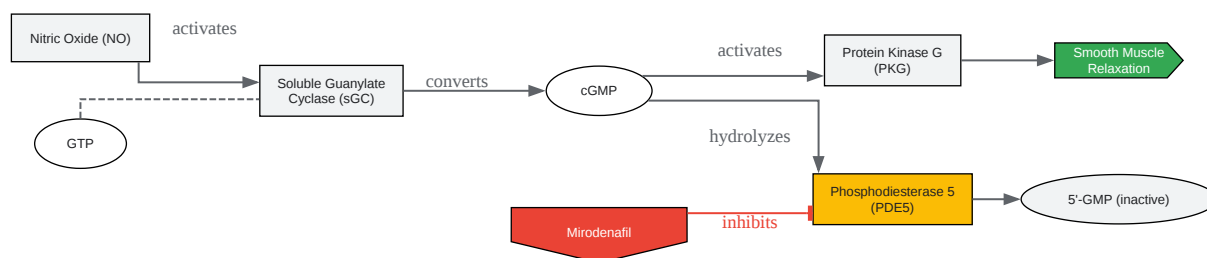 Nitric Oxide (NO)
activates
Soluble Guanylate
Cyclase (sGC)
GTP
converts
cGMP
activates
Protein Kinase G
(PKG)
Smooth Muscle
Relaxation
hydrolyzes
Phosphodiesterase 5
(PDE5)
5'-GMP (inactive)
Mirodenafil
inhibits